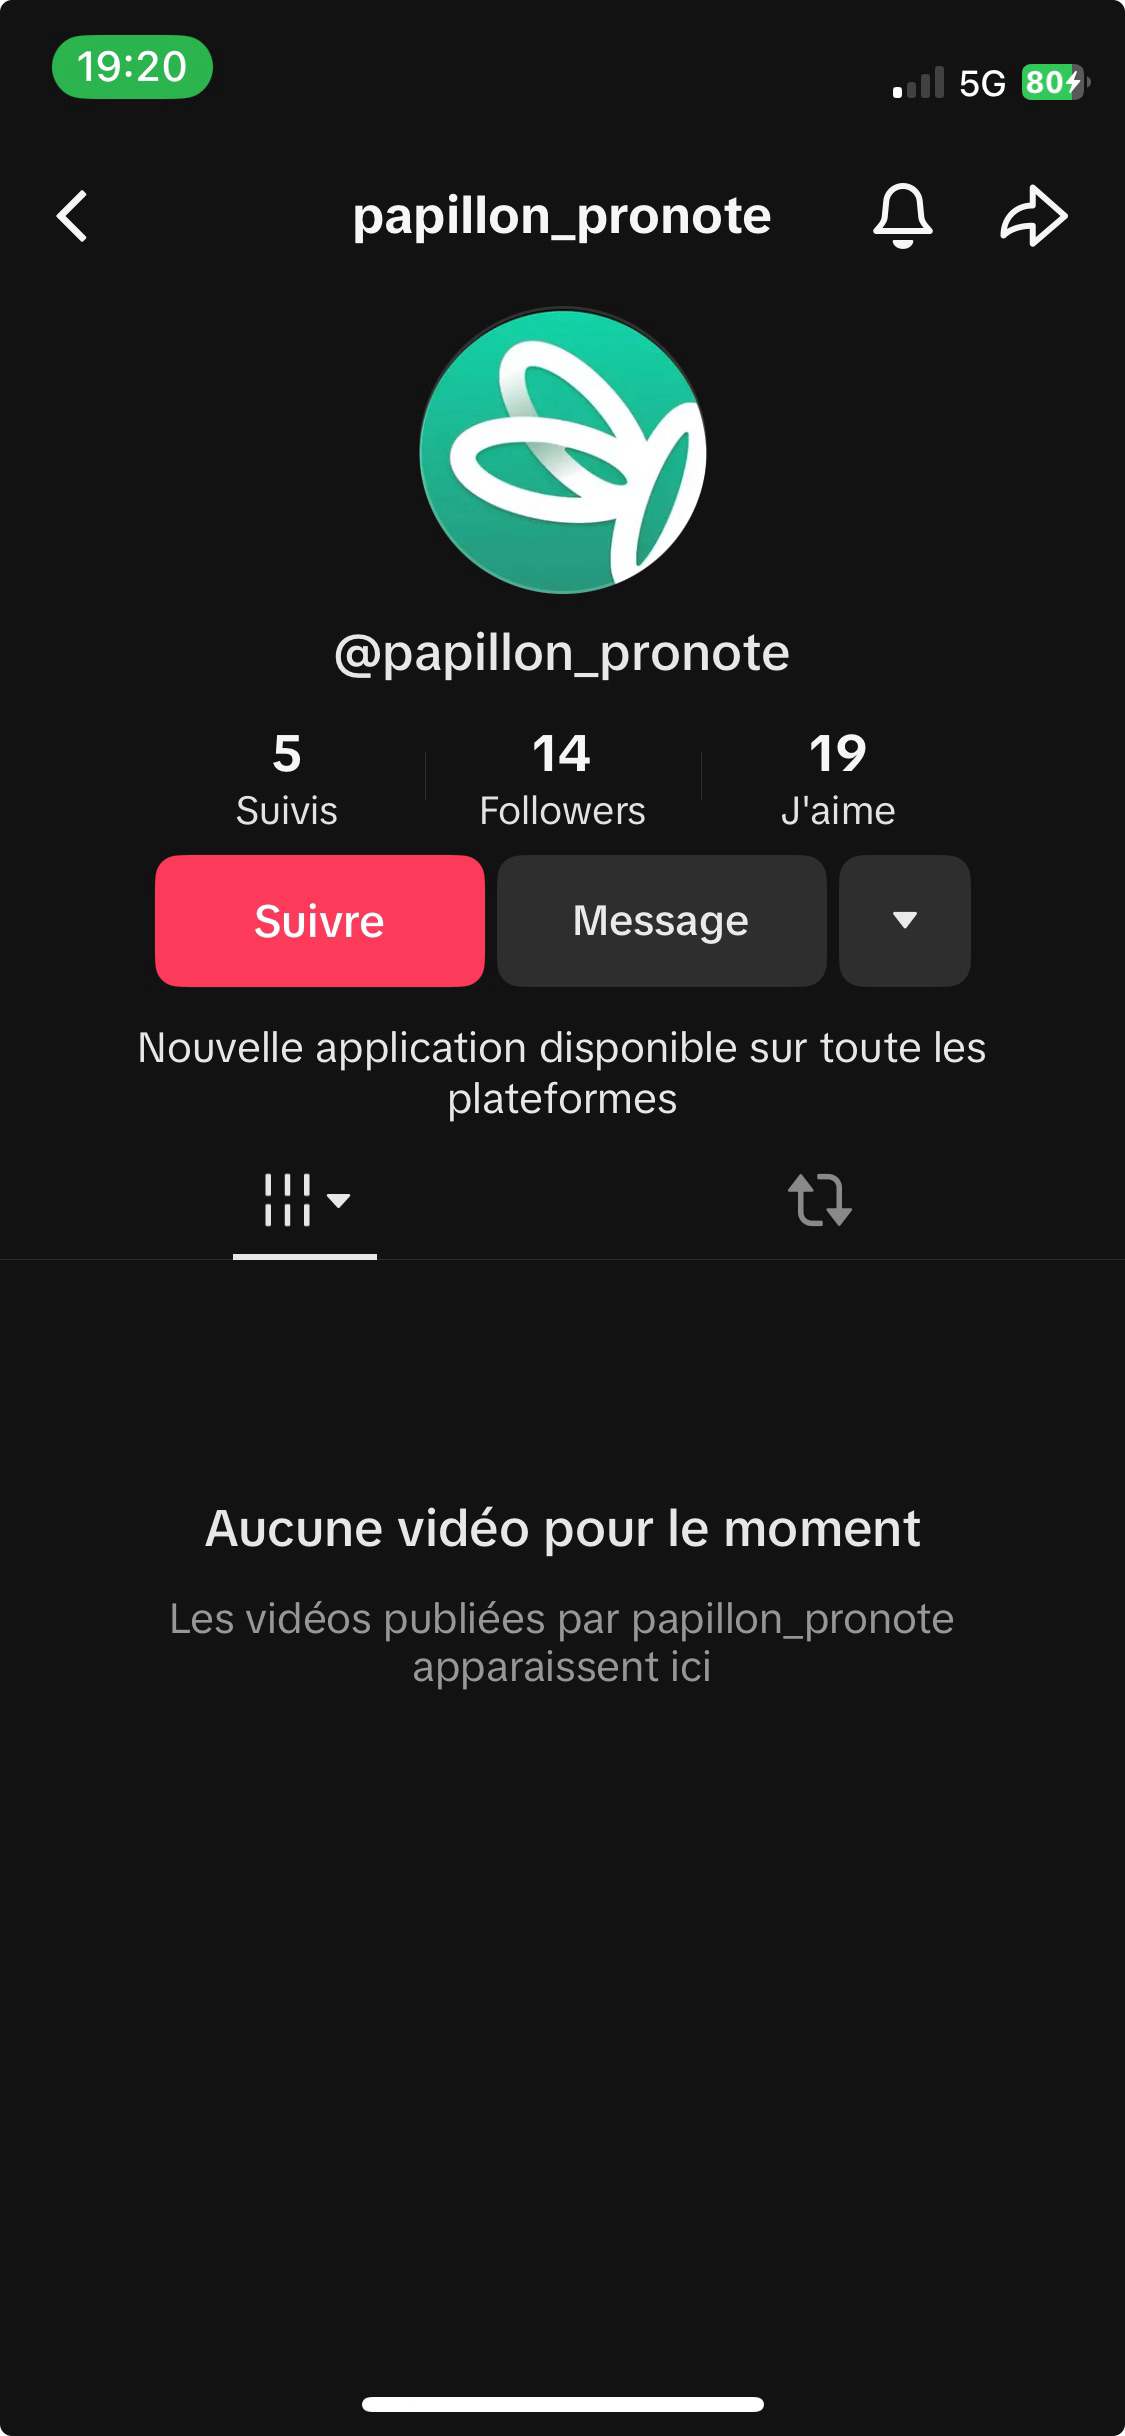 19:20
5G
80
papillon_pronote
@papillon_pronote
5
Suivis
14
Followers
19
J'aime
Suivre
Message
Nouvelle application disponible sur toute les
plateformes
Aucune vidéo pour le moment
Les vidéos publiées par papillon_pronote
apparaissent ici